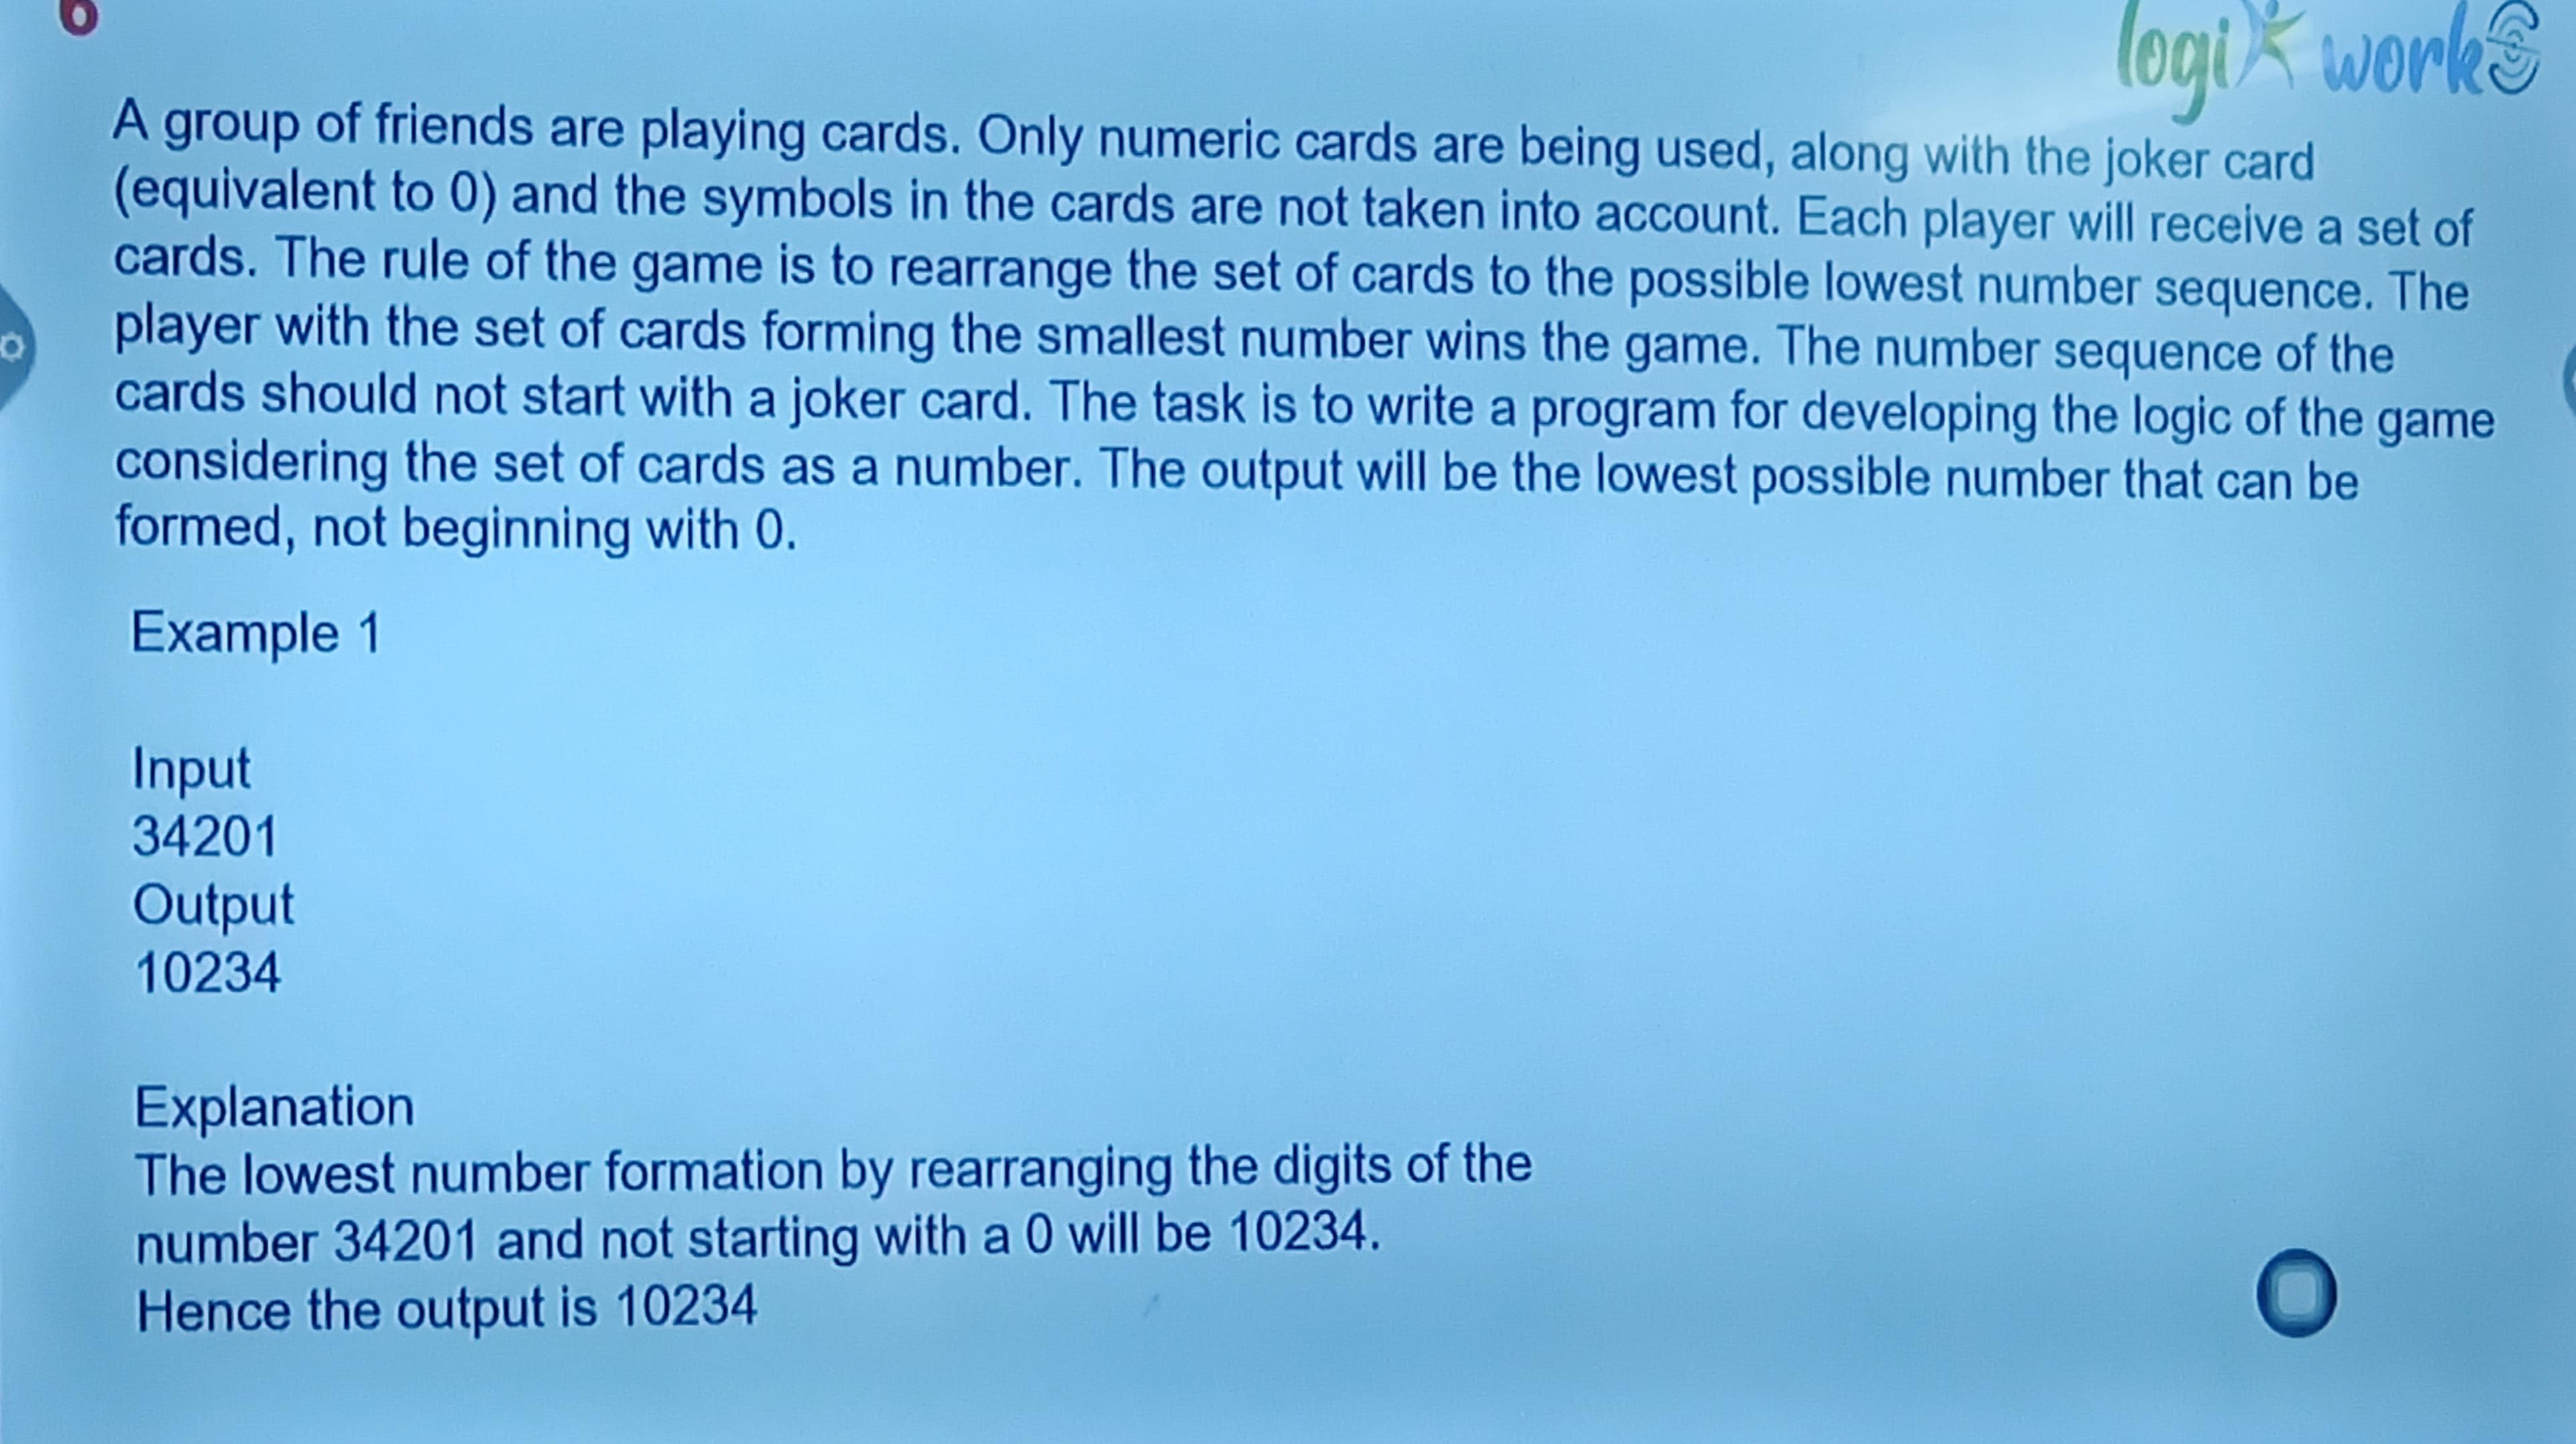 6
logi works
A group of friends are playing cards. Only numeric cards are being used, along with the joker card
(equivalent to 0) and the symbols in the cards are not taken into account. Each player will receive a set of
cards. The rule of the game is to rearrange the set of cards to the possible lowest number sequence. The
player with the set of cards forming the smallest number wins the game. The number sequence of the
cards should not start with a joker card. The task is to write a program for developing the logic of the game
considering the set of cards as a number. The output will be the lowest possible number that can be
formed, not beginning with 0.
Example 1
Input
34201
Output
10234
Explanation
The lowest number formation by rearranging the digits of the
number 34201 and not starting with a 0 will be 10234.
Hence the output is 10234